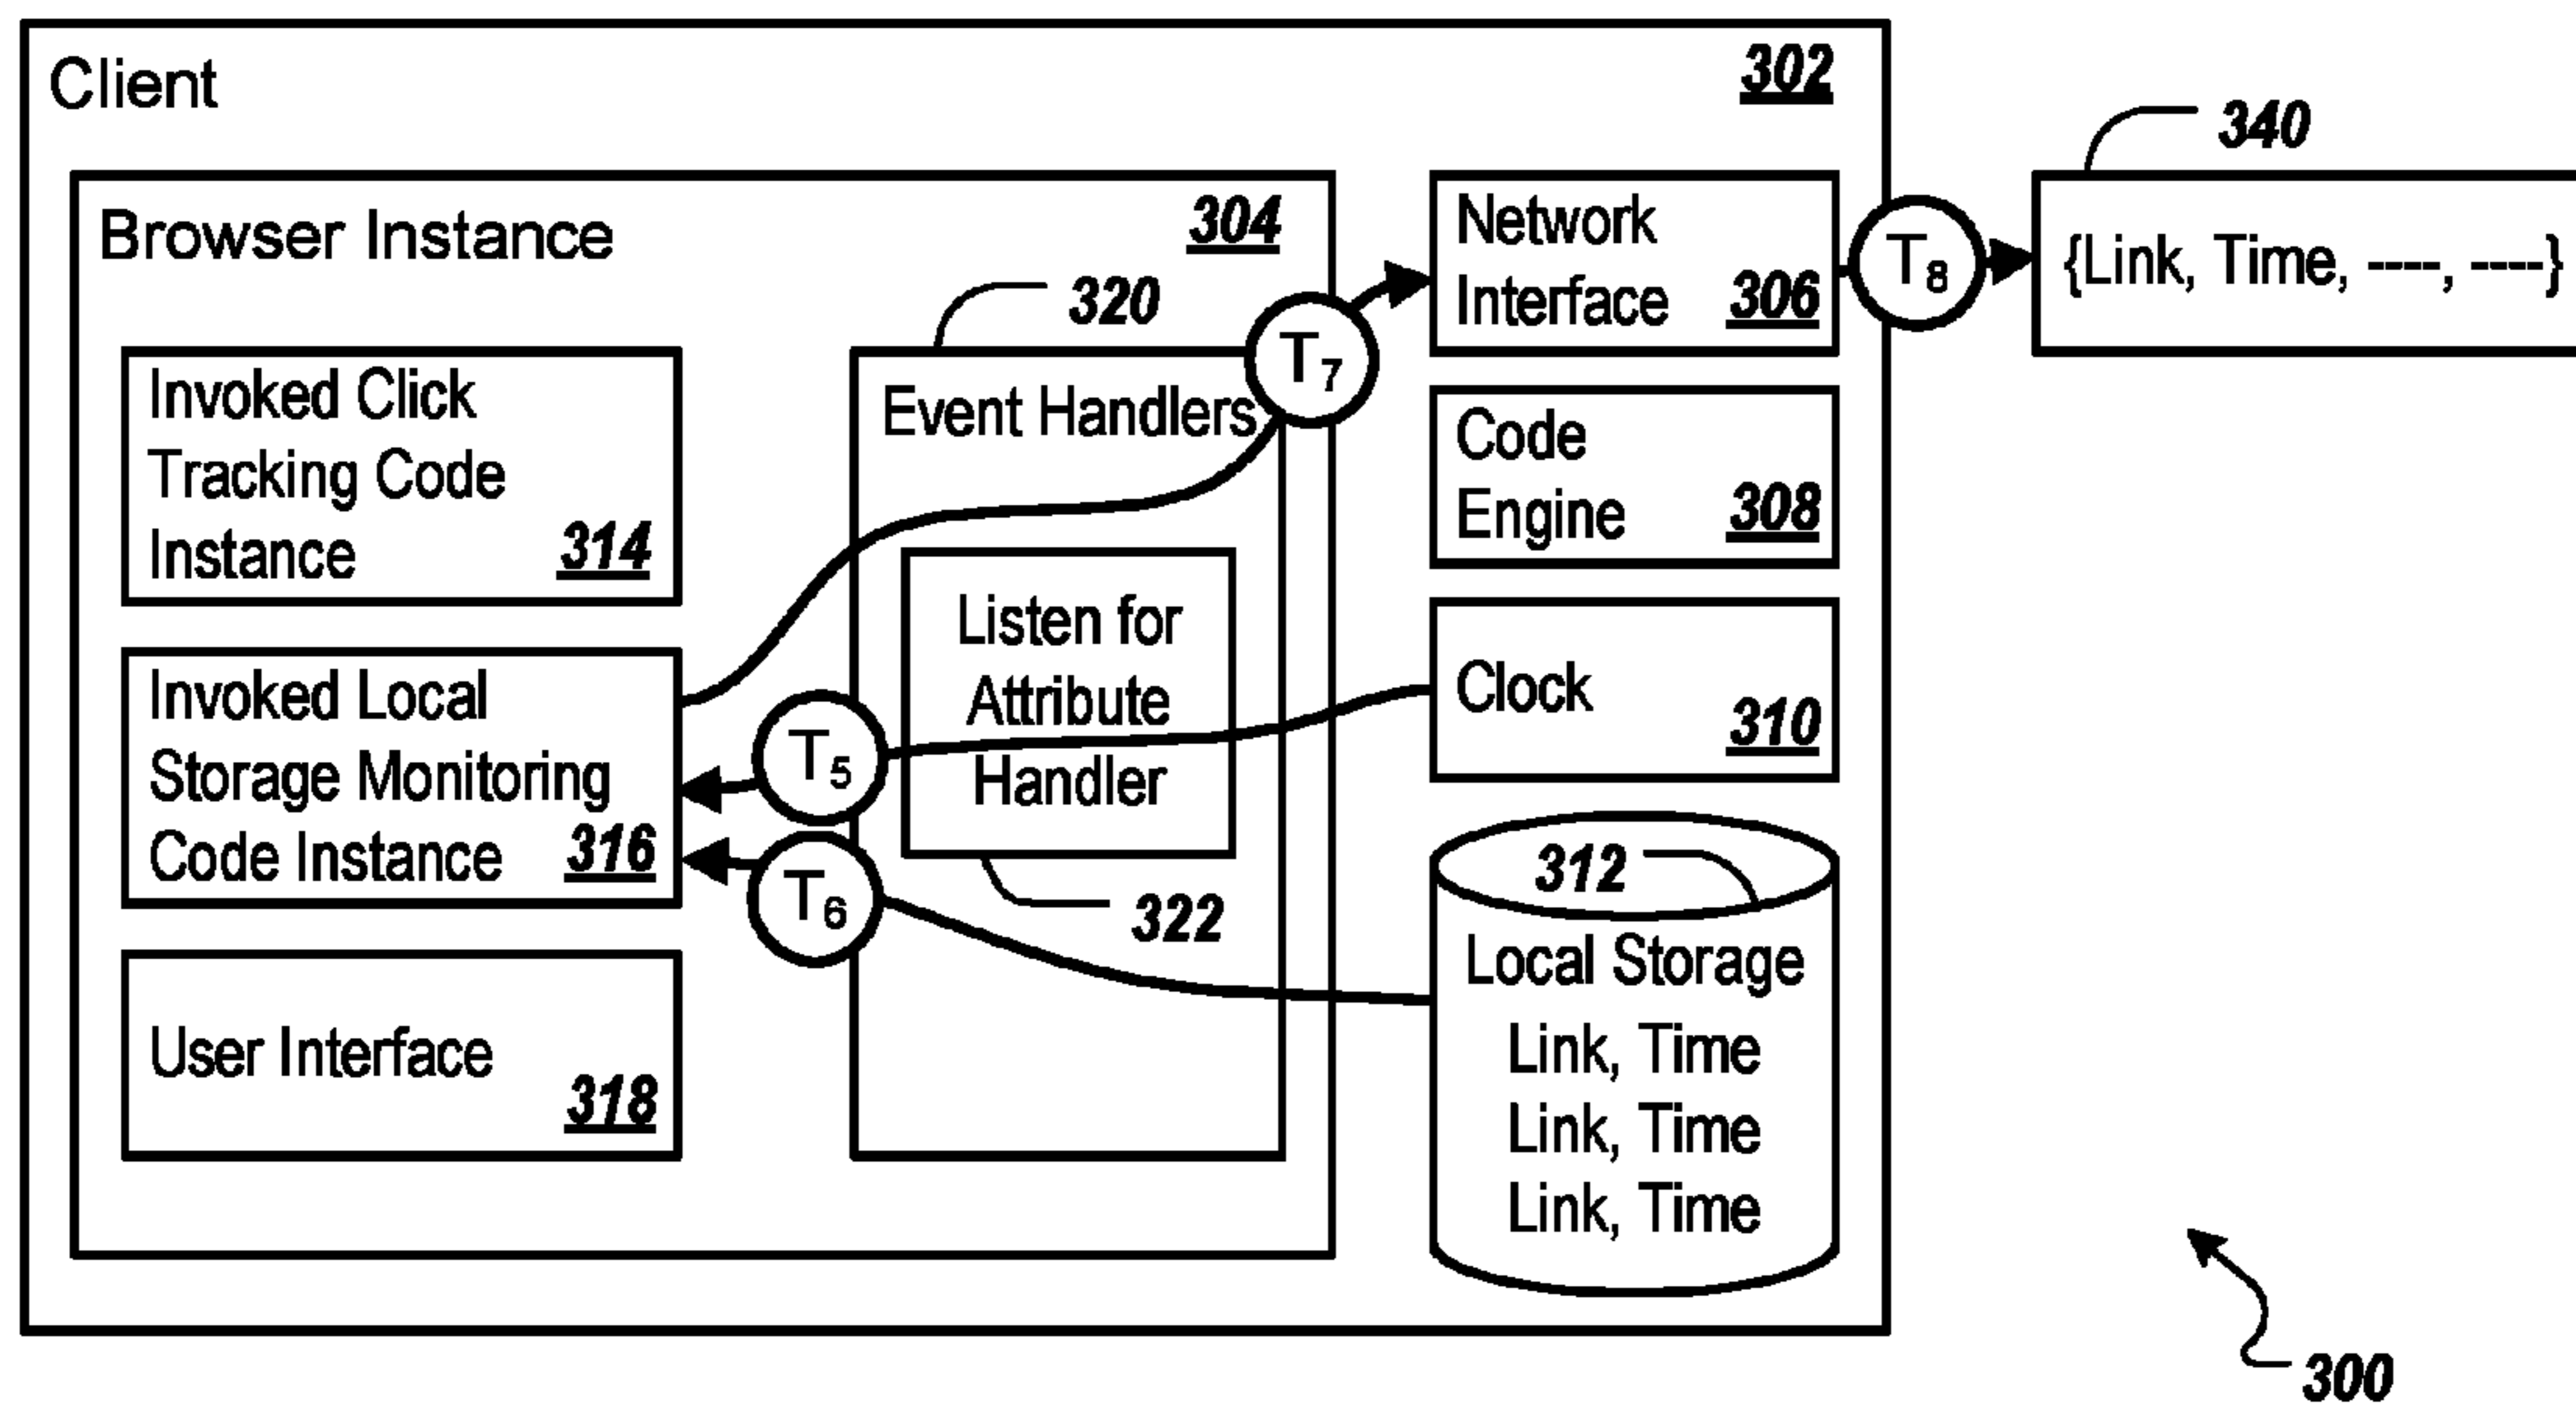 Client
302
340
Browser Instance
304
Network
Interface
306
T8
{Link, Time, ----, ----}
320
Invoked Click
Tracking Code
Instance
314
Event Handlers
T7
Code
Engine
308
Listen for
Attribute
Handler
322
Invoked Local
Storage Monitoring
Code Instance
316
T5
T6
Clock
310
312
Local Storage
Link, Time
Link, Time
Link, Time
User Interface
318
300